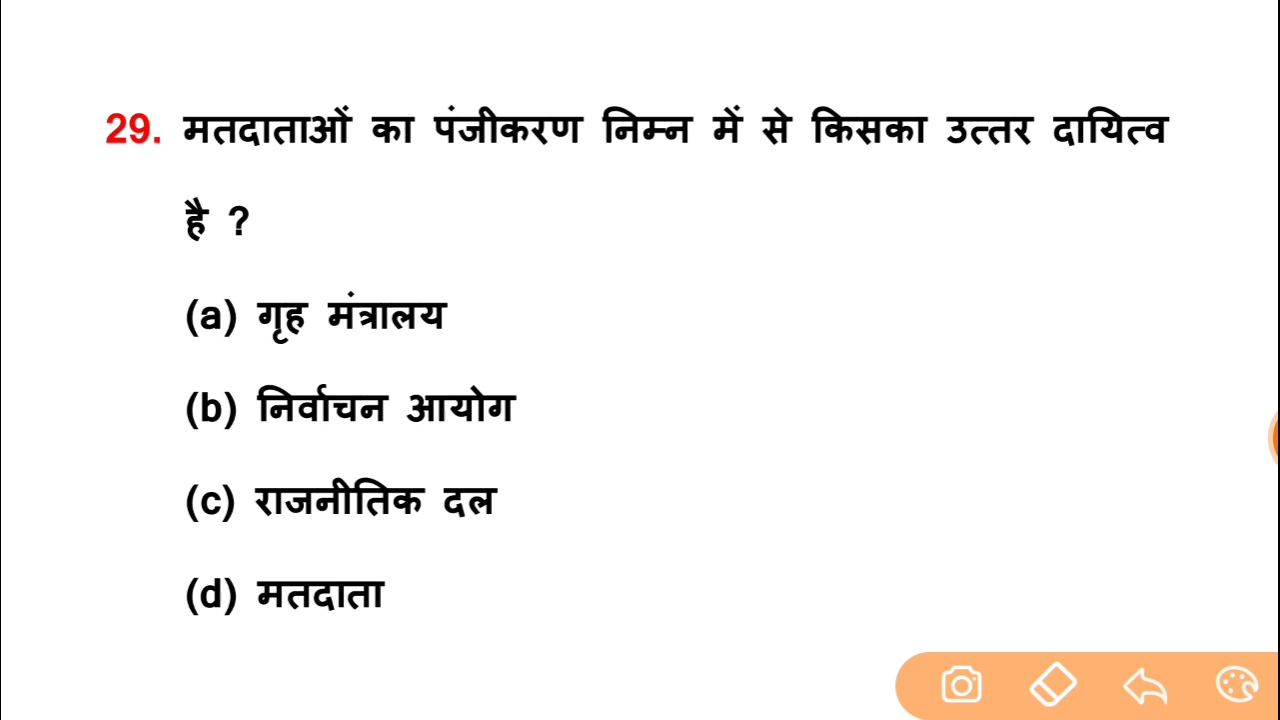 29. मतदाताओं का पंजीकरण निम्न में से किसका उत्तर दायित्व
है ?
(a) गृह मंत्रालय
(b) निर्वाचन आयोग
(c) राजनीतिक दल
(d) मतदाता